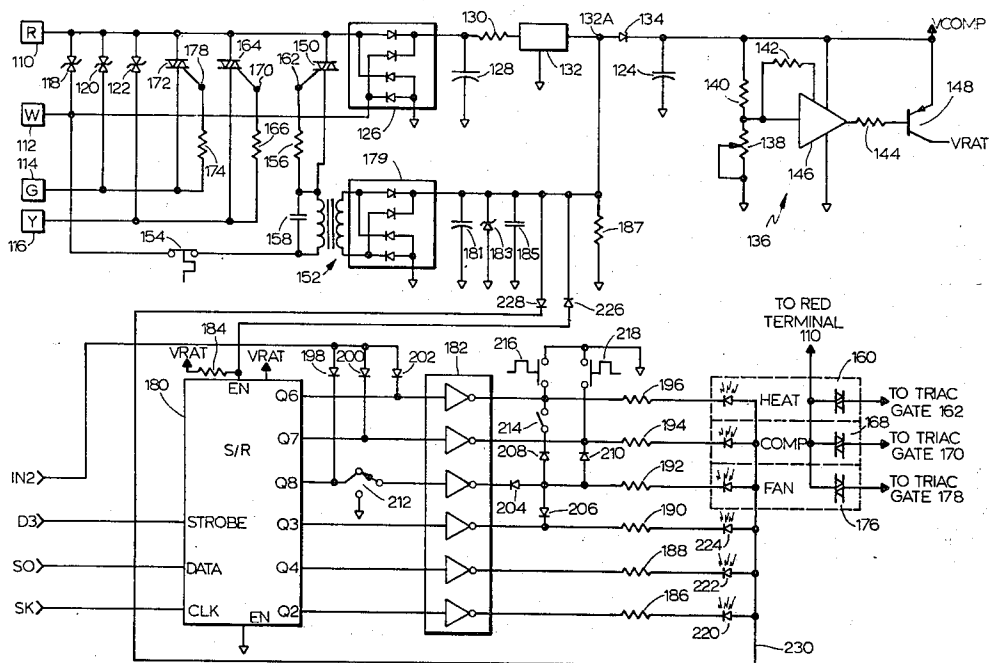 R
110
W
112
114
G
116
Y
118
120
122
172
178
164
170
162
150
174
166
156
154
158
152
126
179
128
130
132
132A
134
124
181
183
185
187
140
142
138
146
144
148
136
VCOMP
VRAT
228
226
TO RED
TERMINAL
110
184
VRAT
VRAT
180
EN
198
200
202
182
216
218
214
208
210
204
206
212
196
194
192
190
188
186
160
HEAT
TO TRIAC
GATE 162
168
COMP
TO TRIAC
GATE 170
FAN
TO TRIAC
GATE 178
176
224
222
220
230
Q6
Q7
S/R
Q8
Q3
Q4
Q2
IN2
D3
STROBE
SO
DATA
SK
CLK
EN